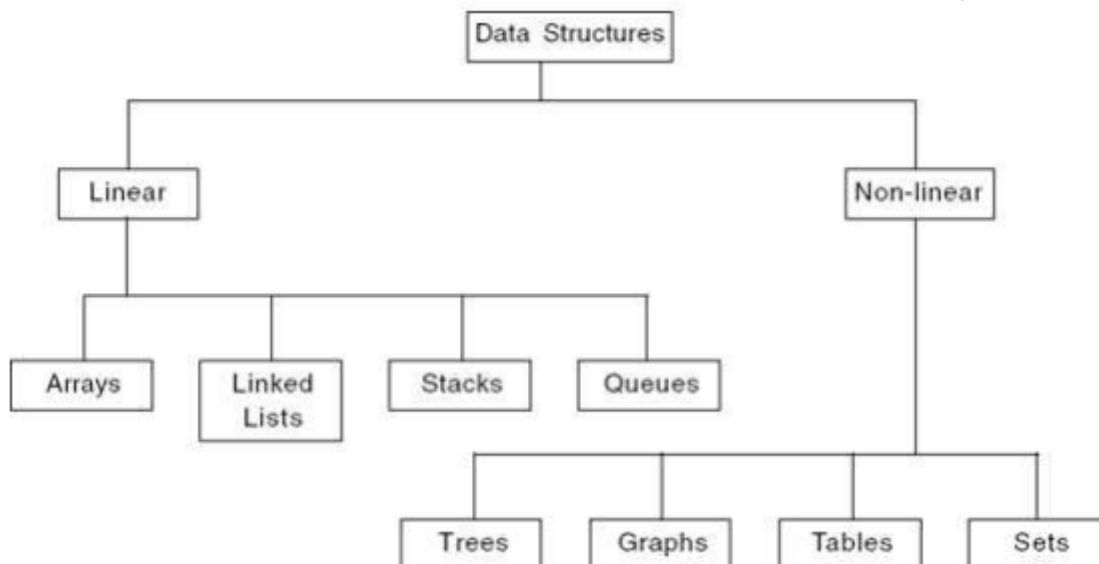 Data Structures
Linear
Non-linear
Arrays
Linked
Lists
Stacks
Queues
Trees
Graphs
Tables
Sets